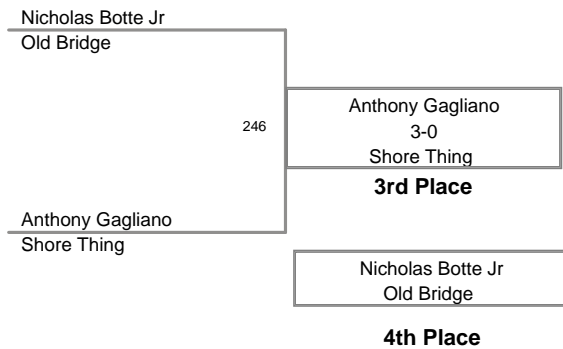 Nicholas Botte Jr
Old Bridge
246
Anthony Gagliano
3-0
Shore Thing
3rd Place
Anthony Gagliano
Shore Thing
Nicholas Botte Jr
Old Bridge
4th Place